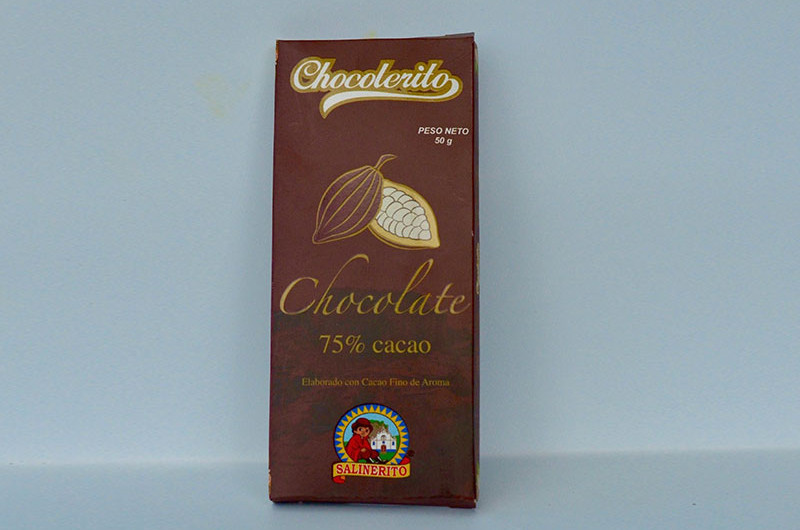 Chocolerito
PESO NETO
50 g
Chocolate
75% cacao
Elaborado con Cacao Fino de Aroma
SALINERITO